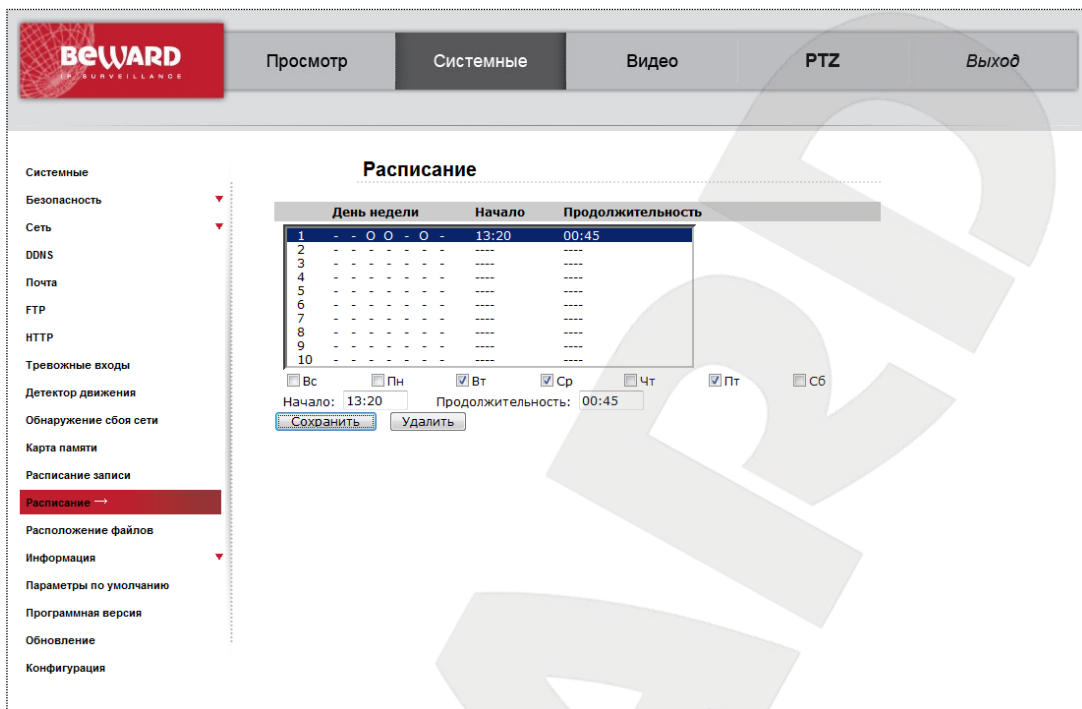 BEWARD
IP SURVEILLANCE
Просмотр Системные Видео PTZ Выход
Системные
Безопасность
Сеть
DDNS
Почта
FTP
HTTP
Тревожные входы
Детектор движения
Обнаружение сбоя сети
Карта памяти
Расписание записи
Расписание →
Расположение файлов
Информация
Параметры по умолчанию
Программная версия
Обновление
Конфигурация
Расписание
День недели Начало Продолжительность
1 - - O O - O - 13:20 00:45
2 - - - - - - - ---- ----
3 - - - - - - - ---- ----
4 - - - - - - - ---- ----
5 - - - - - - - ---- ----
6 - - - - - - - ---- ----
7 - - - - - - - ---- ----
8 - - - - - - - ---- ----
9 - - - - - - - ---- ----
10 - - - - - - - ---- ----
Вс Пн Вт Ср Чт Пт Сб
Начало: 13:20 Продолжительность: 00:45
Сохранить Удалить